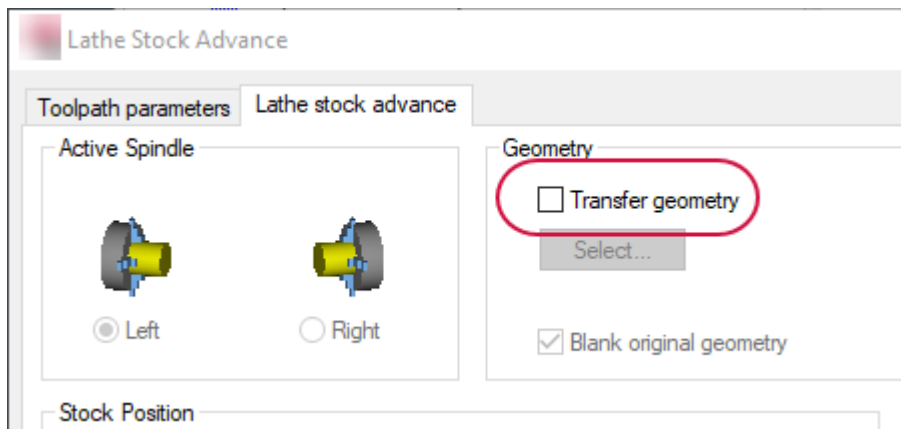 Lathe Stock Advance
Toolpath parameters
Lathe stock advance
Active Spindle
Left
Right
Geometry
Transfer geometry
Select...
Blank original geometry
Stock Position